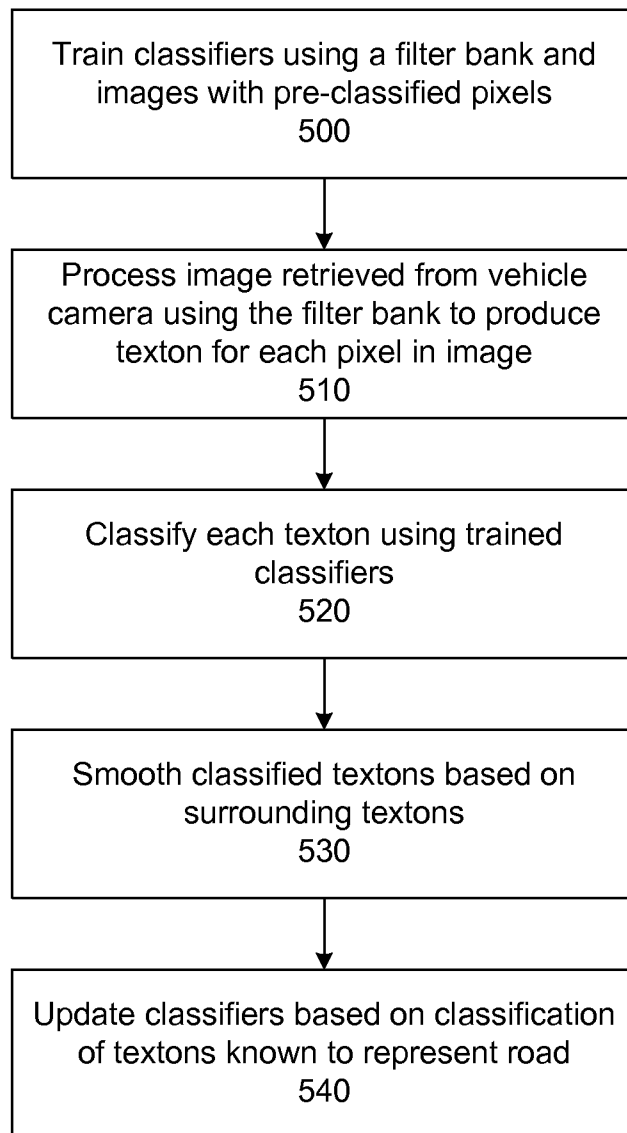 Train classifiers using a filter bank and
images with pre-classified pixels
500
Process image retrieved from vehicle
camera using the filter bank to produce
texton for each pixel in image
510
Classify each texton using trained
classifiers
520
Smooth classified textons based on
surrounding textons
530
Update classifiers based on classification
of textons known to represent road
540